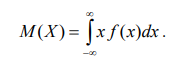 M(X) = ∫_{-∞}^{∞} x f(x)dx .